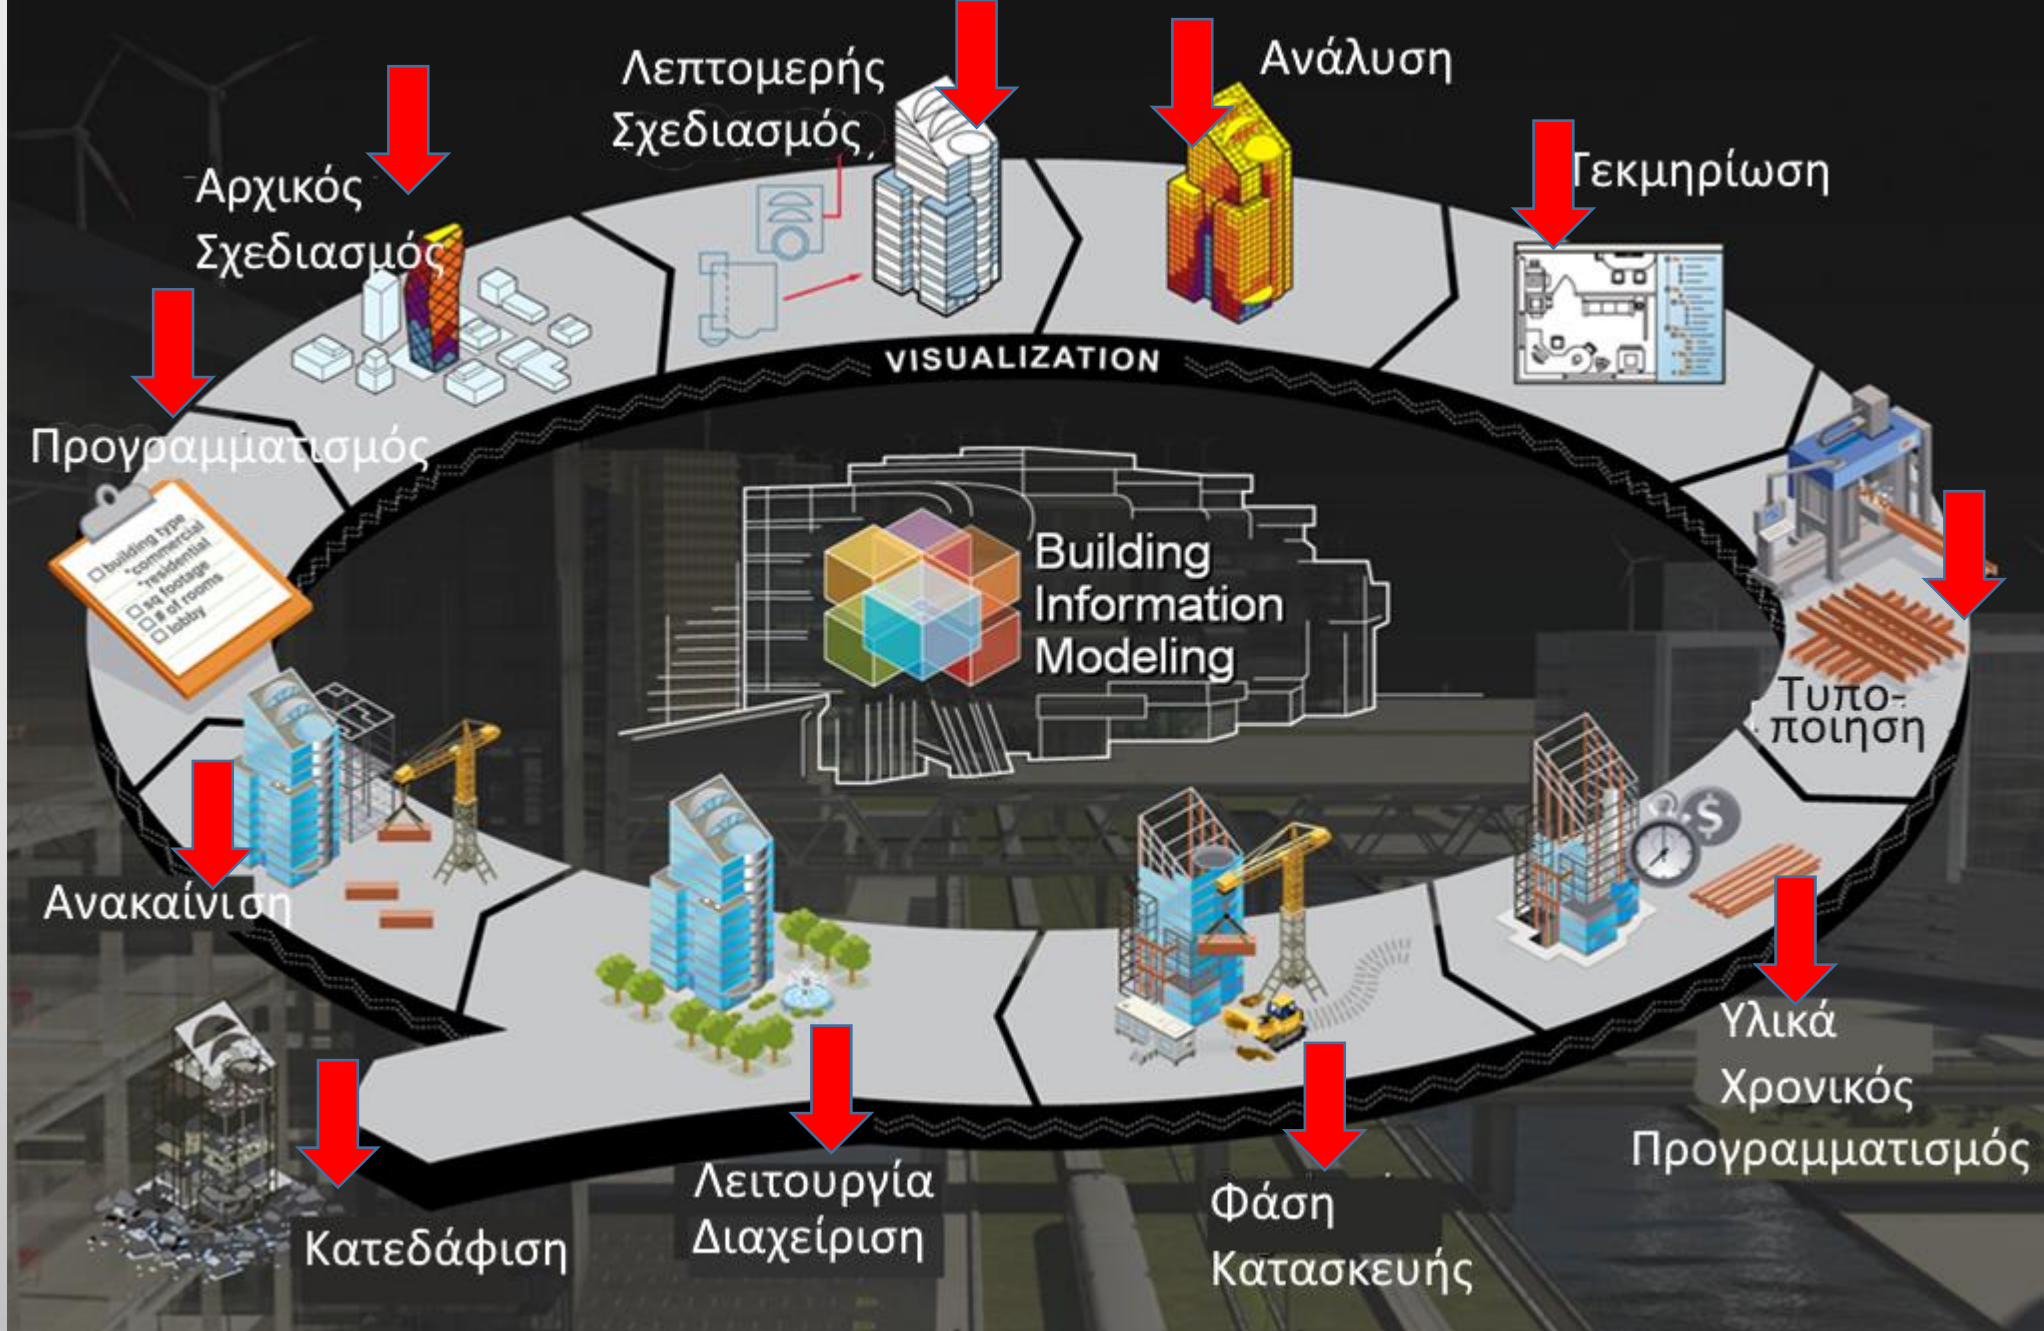 Λεπτομερής
Σχεδιασμός
Ανάλυση
Τεκμηρίωση
Αρχικός
Σχεδιασμός
VISUALIZATION
Προγραμματισμός
building type
*commercial
*residential
sq footage
# of rooms
lobby
Building
Information
Modeling
Τυπο-
ποιηση
$
Ανακαίνιση
Υλικά
Χρονικός
Προγραμματισμός
Λειτουργία
Διαχείριση
Φάση
Κατασκευής
Κατεδάφιση